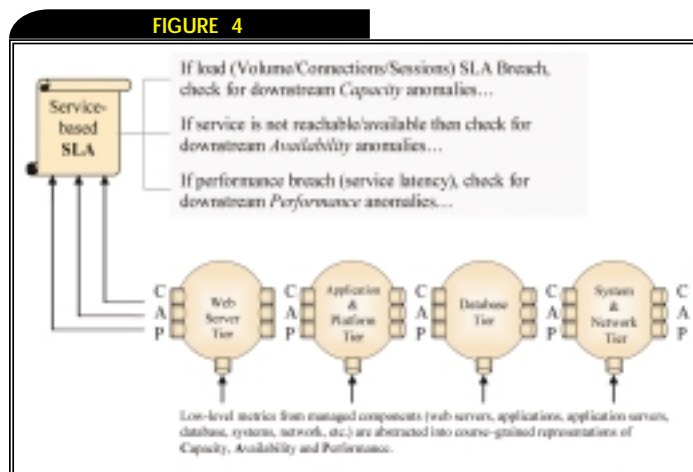 FIGURE 4
Service-
based
SLA
If load (Volume/Connections/Sessions) SLA Breach,
check for downstream Capacity anomalies…
If service is not reachable/available then check for
downstream Availability anomalies…
If performance breach (service latency), check for
downstream Performance anomalies…
C
A
P
Web
Server
Tier
C
A
P
Application
&
Platform
Tier
C
A
P
Database
Tier
C
A
P
System
&
Network
Tier
C
A
P
Low-level metrics from managed components (web servers, applications, application servers,
database, systems, network, etc.) are abstracted into course-grained representations of
Capacity, Availability and Performance.